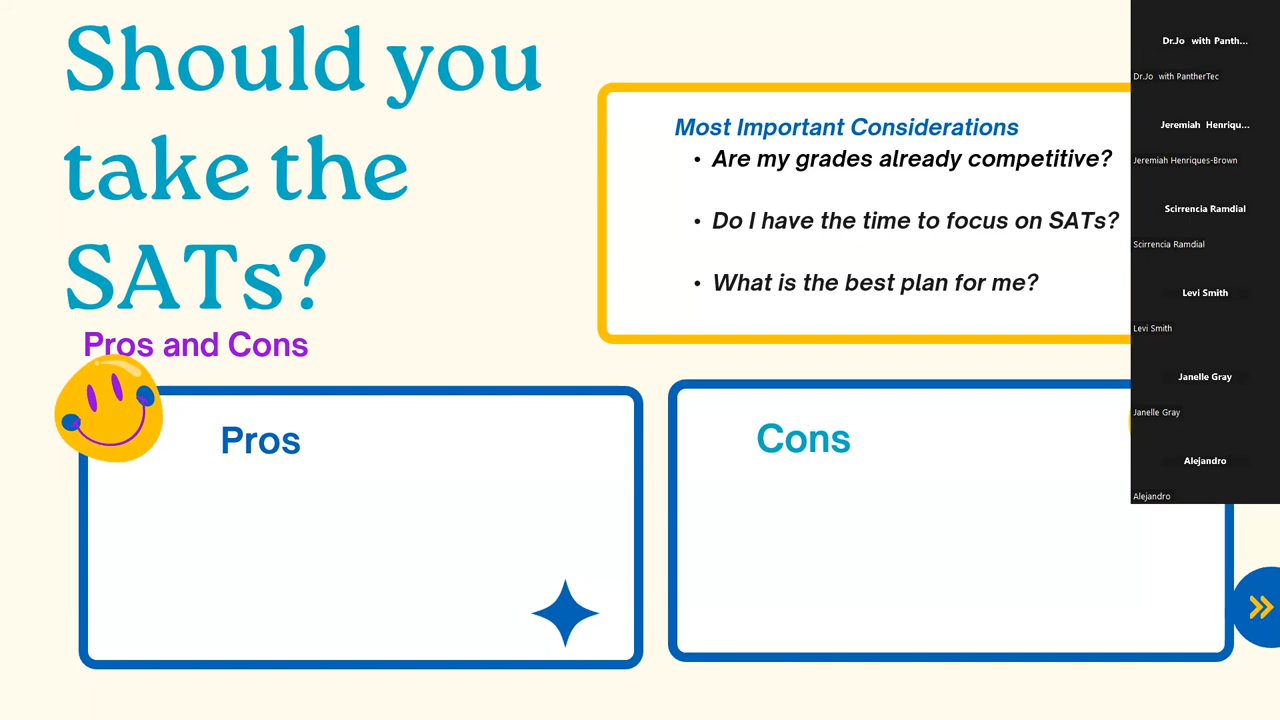 Should you
take the
SATs?
Pros and Cons
Most Important Considerations
• Are my grades already competitive?
• Do I have the time to focus on SATs?
• What is the best plan for me?
Pros
Cons
Dr.Jo with Panth...
Dr.Jo with PantherTec
Jeremiah Henriqu...
Jeremiah Henriques-Brown
Scirrencia Ramdial
Scirrencia Ramdial
Levi Smith
Levi Smith
Janelle Gray
Janelle Gray
Alejandro
Alejandro